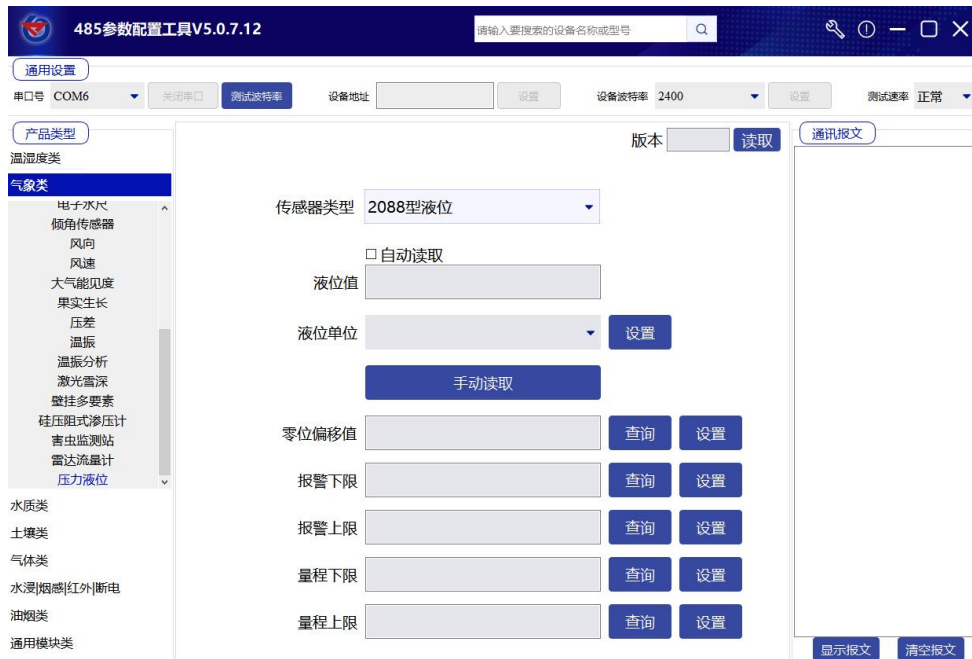 485参数配置工具V5.0.7.12
请输入要搜索的设备名称或型号
通用设置
串口号 COM6 关闭串口 测试波特率 设备地址 设置 设备波特率 2400 设置 测试速率 正常
产品类型
温湿度类
气象类
电子水尺
倾角传感器
风向
风速
大气能见度
果实生长
压差
温振
温振分析
激光雪深
壁挂多要素
硅压阻式渗压计
害虫监测站
雷达流量计
压力液位
水质类
土壤类
气体类
水浸|烟感|红外|断电
油烟类
通用模块类
版本 读取
传感器类型 2088型液位
自动读取
液位值
液位单位 设置
手动读取
零位偏移值 查询 设置
报警下限 查询 设置
报警上限 查询 设置
量程下限 查询 设置
量程上限 查询 设置
通讯报文
显示报文 清空报文